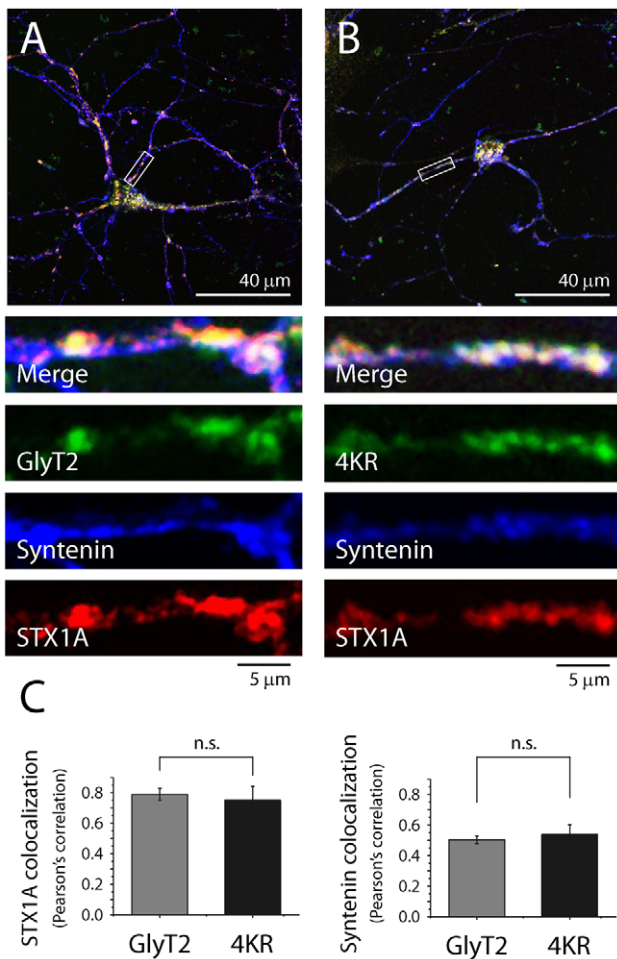 A
B
40 μm
40 μm
Merge
Merge
GlyT2
4KR
Syntenin
Syntenin
STX1A
STX1A
5 μm
5 μm
C
STX1A colocalization
(Pearson's correlation)
n.s.
0.8
0.6
0.4
0.2
0.0
GlyT2
4KR
Syntenin colocalization
(Pearson's correlation)
n.s.
0.8
0.6
0.4
0.2
0.0
GlyT2
4KR